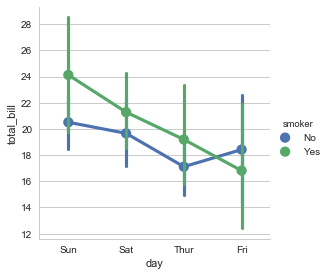 total_bill
28
26
24
22
20
18
16
14
12
Sun Sat Thur Fri
day
smoker
No
Yes